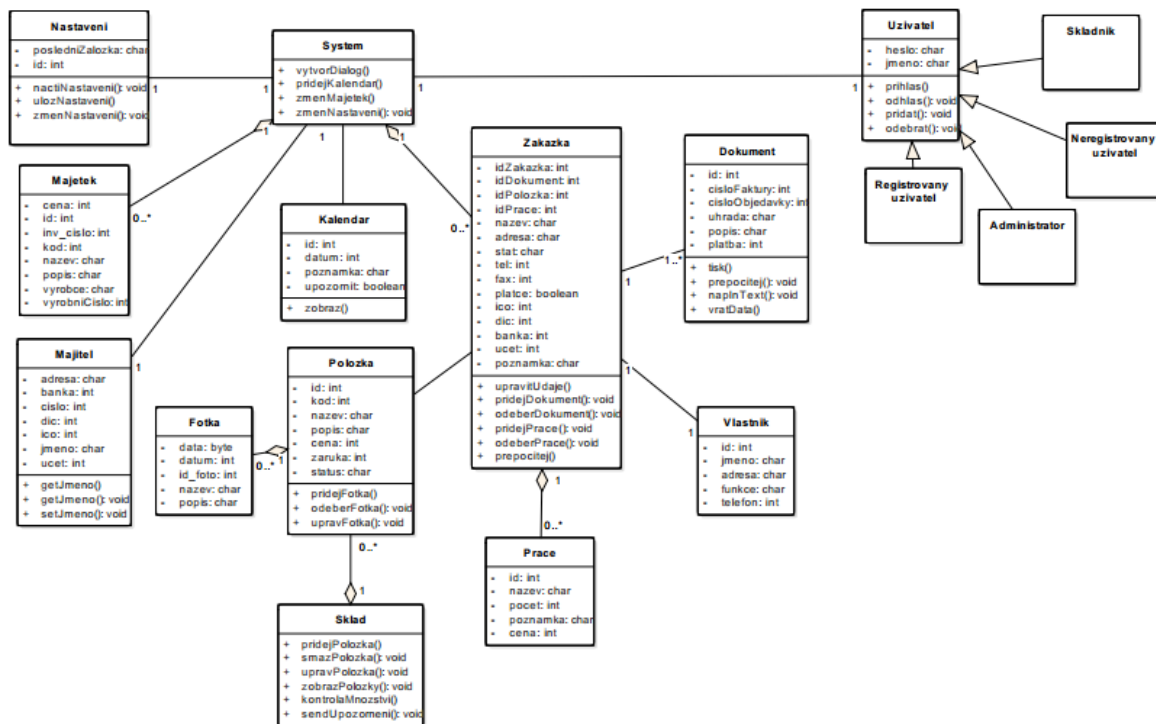 Nastaveni
- posledniZalozka: char
- id: int
+ nactiNastaveni(): void
+ ulozNastaveni()
+ zmenNastaveni(): void
1
System
+ vytvorDialog()
+ pridejKalendar()
+ zmenMajetek()
+ zmenNastaveni(): void
1
1
1
1
1
Uzivatel
- heslo: char
- jmeno: char
+ prihlas()
+ odhlas(): void
+ pridat(): void
+ odebrat(): void
1
Skladnik
Neregistrovany
uzivatel
Registrovany
uzivatel
Administrator
Majetek
- cena: int
- id: int
- inv_cislo: int
- kod: int
- nazev: char
- popis: char
- vyrobce: char
- vyrobniCislo: int
0..*
Kalendar
- id: int
- datum: int
- poznamka: char
- upozornit: boolean
+ zobraz()
Zakazka
- idZakazka: int
- idDokument: int
- idPolozka: int
- idPrace: int
- nazev: char
- adresa: char
- stat: char
- tel: int
- fax: int
- platce: boolean
- ico: int
- dic: int
- banka: int
- ucet: int
- poznamka: char
+ upravitUdaje()
+ pridejDokument(): void
+ odeberDokument(): void
+ pridejPrace(): void
+ odeberPrace(): void
+ prepocitej()
0..*
1
1
1
Dokument
- id: int
- cisloFaktury: int
- cisloObjedavky: int
- uhrada: char
- popis: char
- platba: int
+ tisk()
+ prepocitej(): void
+ naplnText(): void
+ vratData()
1..*
Majitel
- adresa: char
- banka: int
- cislo: int
- dic: int
- ico: int
- jmeno: char
- ucet: int
+ getJmeno()
+ getJmeno(): void
+ setJmeno(): void
1
Fotka
- data: byte
- datum: int
- id_foto: int
- nazev: char
- popis: char
0..*
1
Polozka
- id: int
- kod: int
- nazev: char
- popis: char
- cena: int
- zaruka: int
- status: char
+ pridejFotka()
+ odeberFotka(): void
+ upravFotka(): void
0..*
1
Vlastnik
- id: int
- jmeno: char
- adresa: char
- funkce: char
- telefon: int
1
Prace
- id: int
- nazev: char
- pocet: int
- poznamka: char
- cena: int
0..*
Sklad
+ pridejPolozka()
+ smazPolozka(): void
+ upravPolozka(): void
+ zobrazPolozky(): void
+ kontrolaMnozstvi()
+ sendUpozorneni(): void